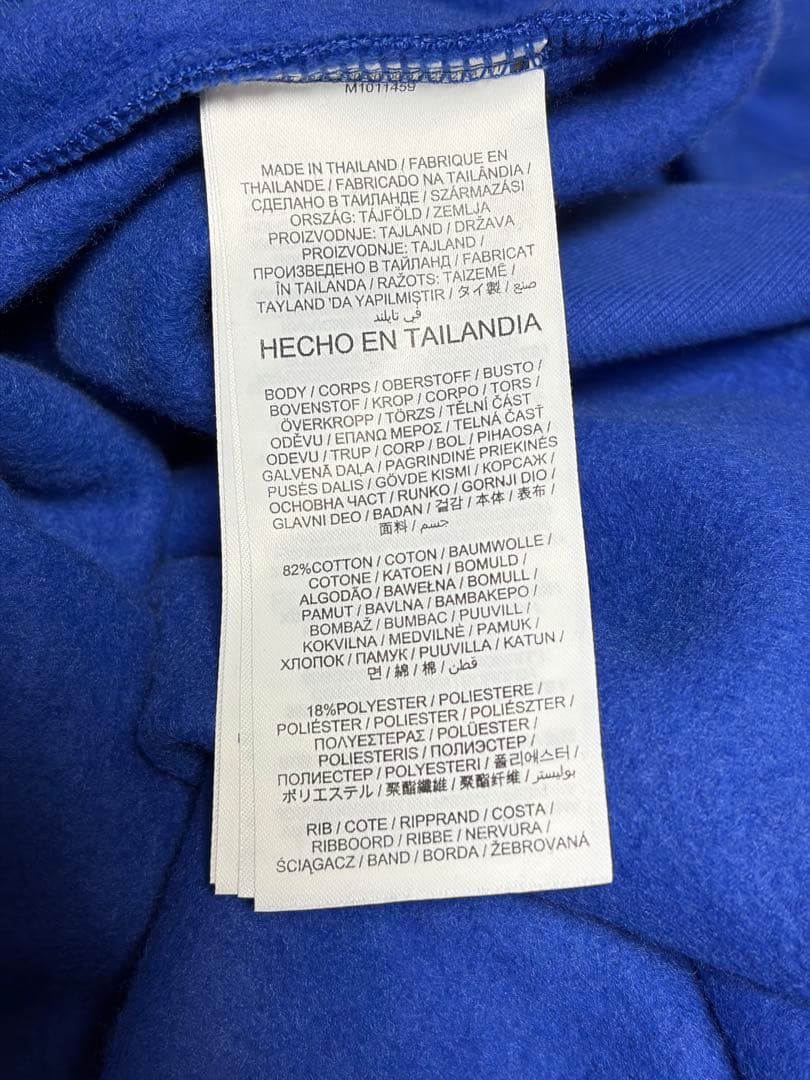 M1011459
MADE IN THAILAND / FABRIQUE EN
THAILANDE / FABRICADO NA TAILÂNDIA /
СДЕЛАНО В ТАИЛАНДЕ / SZÁRMAZÁSI
ORSZÁG: TÁJFÖLD / ZEMLJA
PROIZVODNJE: TAJLAND / DRŽAVA
PROIZVODNJE: TAJLAND /
ПРОИЗВЕДЕНО В ТАЙЛАНД / FABRICAT
ÎN TAILANDA / RAŽOTS: TAIZEMĒ /
TAYLAND 'DA YAPILMIŞTIR / タイ製 / صنع
في تايلند
HECHO EN TAILANDIA
BODY / CORPS / OBERSTOFF / BUSTO /
BOVENSTOF / KROP / CORPO / TORS /
ÖVERKROPP / TÖRZS / TĚLNÍ ČÁST
ODĚVU / ΕΠΑΝΩ ΜΕΡΟΣ / TELNÁ ČASŤ
ODEVU / TRUP / CORP / BOL / PIHAOSA /
GALVENĀ DAĻA / PAGRINDINĖ PRIEKINĖS
PUSĖS DALIS / GÖVDE KISMI / КОРСАЖ /
ОСНОВНА ЧАСТ / RUNKO / GORNJI DIO /
GLAVNI DEO / BADAN / 겉감 / 本体 / 表布 /
面料 / جسم
82%COTTON / COTON / BAUMWOLLE /
COTONE / KATOEN / BOMULD /
ALGODÃO / BAWEŁNA / BOMULL /
PAMUT / BAVLNA / ΒΑΜΒΑΚΕΡΟ /
BOMBAŽ / BUMBAC / PUUVILL /
KOKVILNA / MEDVILNĖ / PAMUK /
ХЛОПОК / ПАМУК / PUUVILLA / KATUN /
면 / 綿 / 棉 / قطن
18%POLYESTER / POLIESTERE /
POLIÉSTER / POLIESTER / POLIÉSZTER /
ΠΟΛΥΕΣΤΕΡΑΣ / POLÜESTER /
POLIESTERIS / ПОЛИЭСТЕР /
ПОЛИЕСТЕР / POLYESTERI / 폴리에스터 /
ポリエステル / 聚酯纖維 / 聚酯纤维 / بوليستر
RIB / COTE / RIPPRAND / COSTA /
RIBBOORD / RIBBE / NERVURA /
ŚCIĄGACZ / BAND / BORDA / ŽEBROVANÁ